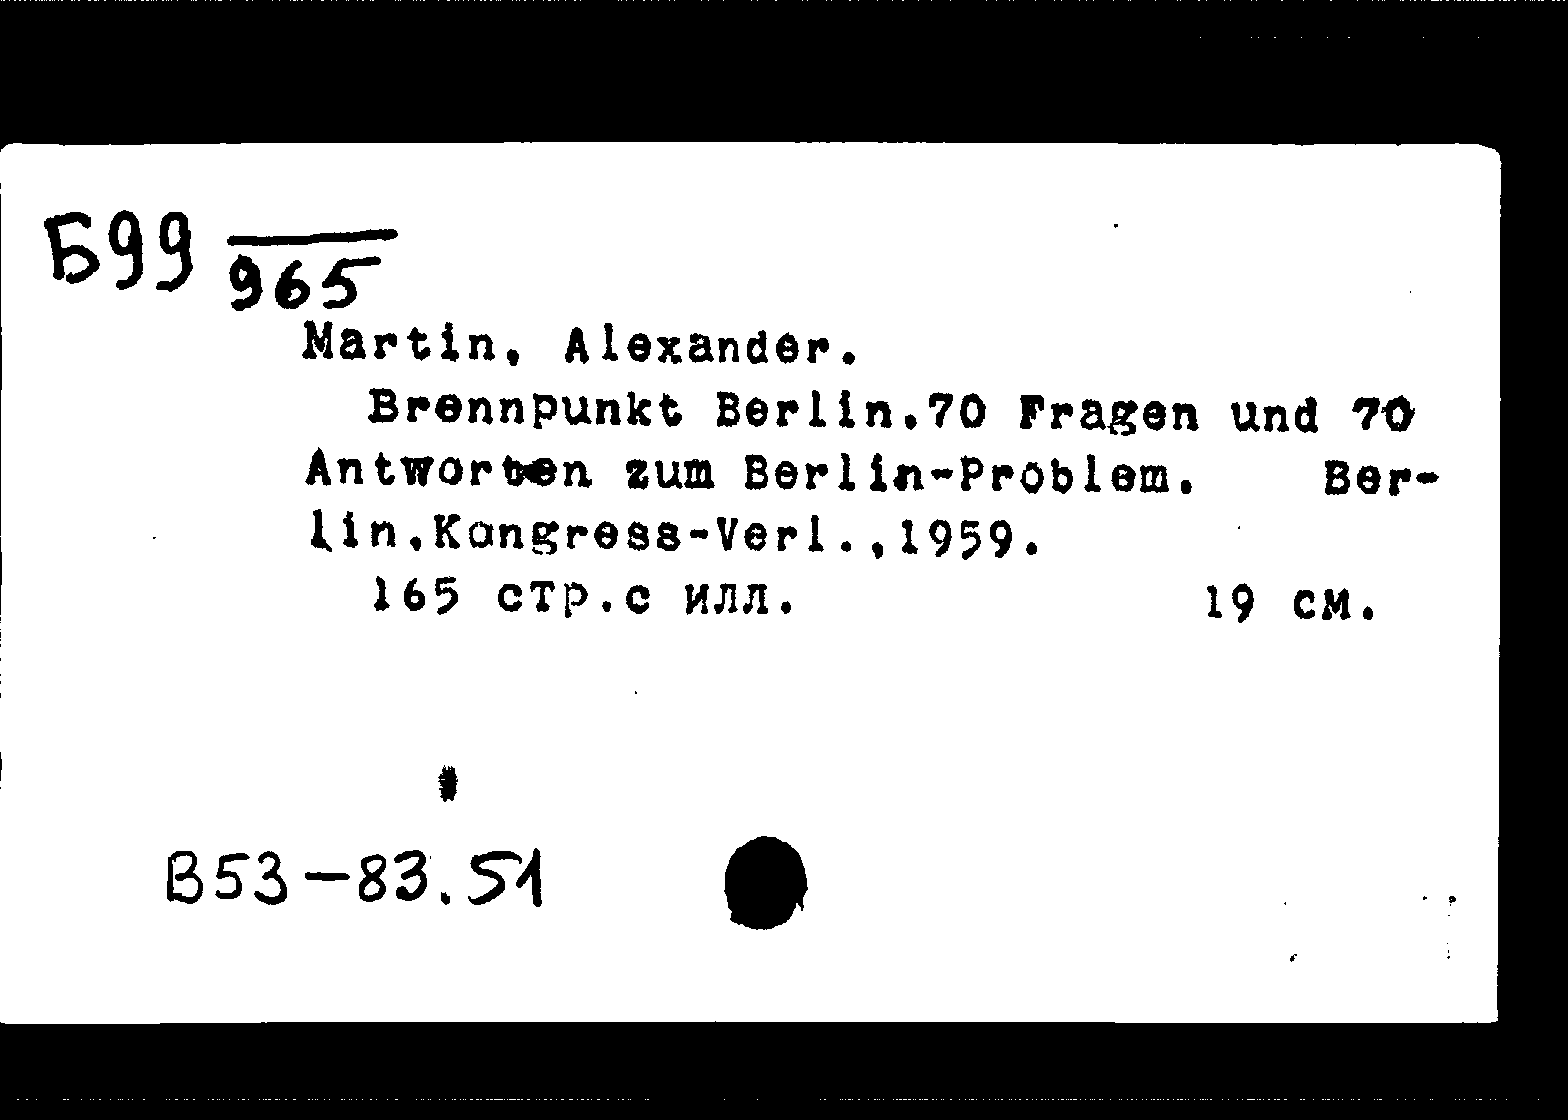 Б99 965
Martin, Alexander.
Brennpunkt Berlin.70 Fragen und 70
Antworten zum Berlin-Problem. Ber-
lin,Kongress-Verl.,1959.
165 стр.с илл. 19 см.
В53-83.51